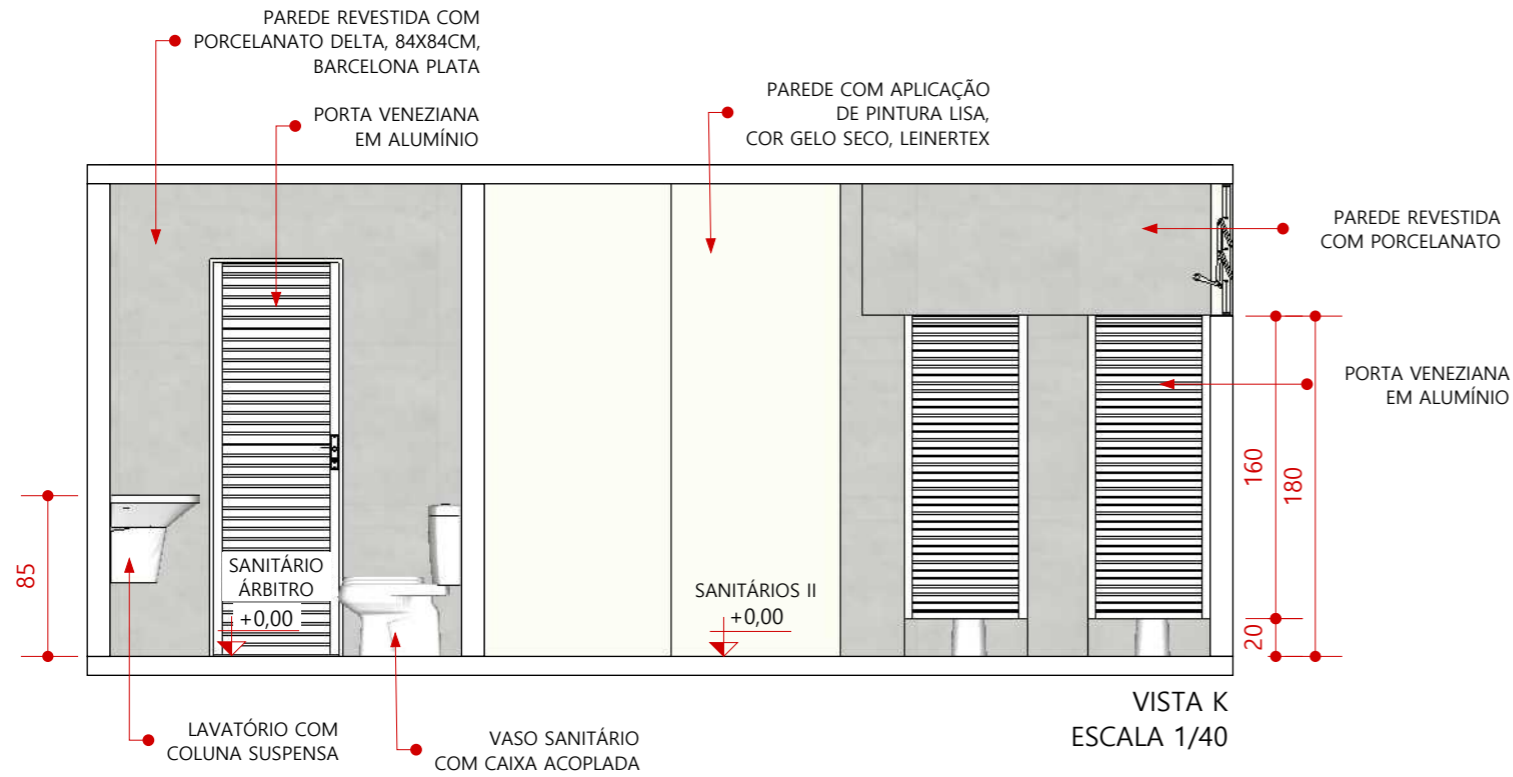 PAREDE REVESTIDA COM
PORCELANATO DELTA, 84X84CM,
BARCELONA PLATA
PORTA VENEZIANA
EM ALUMÍNIO
PAREDE COM APLICAÇÃO
DE PINTURA LISA,
COR GELO SECO, LEINERTEX
PAREDE REVESTIDA
COM PORCELANATO
PORTA VENEZIANA
EM ALUMÍNIO
160
180
20
85
SANITÁRIO
ÁRBITRO
+0,00
SANITÁRIOS II
+0,00
LAVATÓRIO COM
COLUNA SUSPENSA
VASO SANITÁRIO
COM CAIXA ACOPLADA
VISTA K
ESCALA 1/40